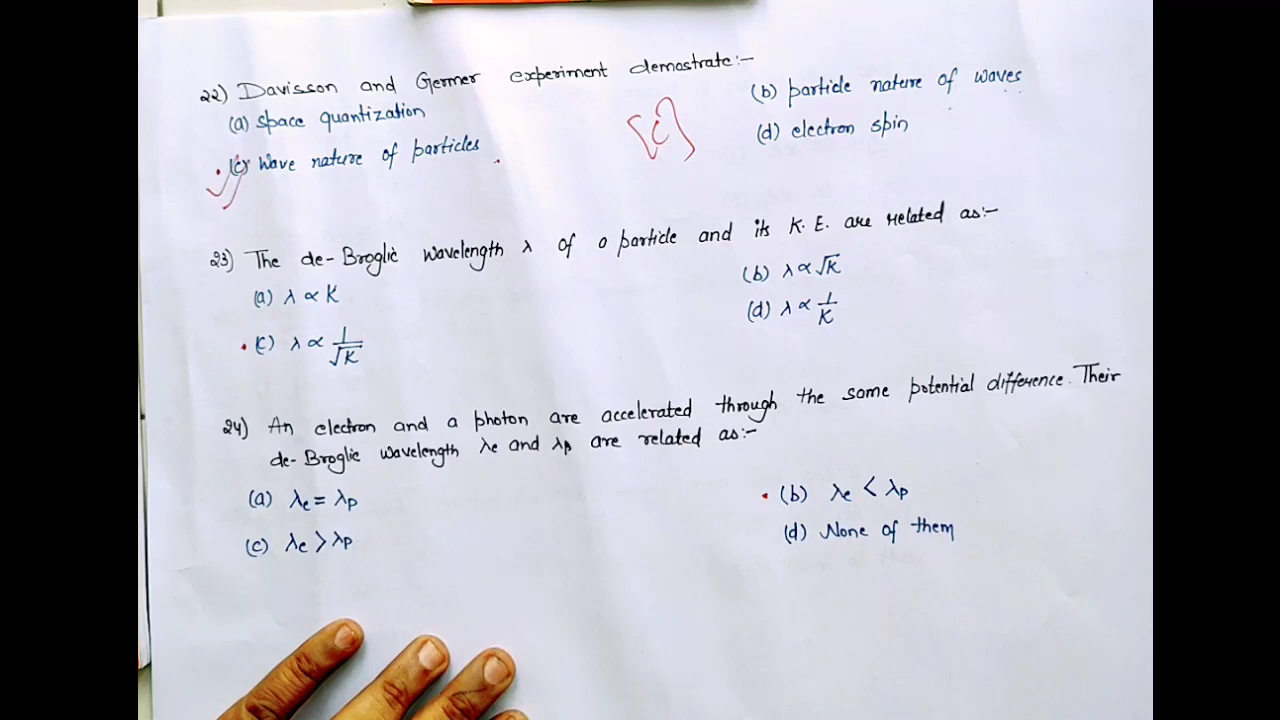 22) Davisson and Germer experiment demostrate:-
(a) space quantization
(b) particle nature of waves
(c) Wave nature of particles
[c]
(d) electron spin
23) The de-Broglic wavelength λ of a particle and its K.E. are related as:-
(a) λ ∝ K
(b) λ ∝ √K
(c) λ ∝ 1/√K
(d) λ ∝ 1/K
24) An electron and a photon are accelerated through the same potential difference. Their
de-Broglic wavelength λe and λp are related as:-
(a) λe = λp
(b) λe < λp
(c) λe > λp
(d) None of them